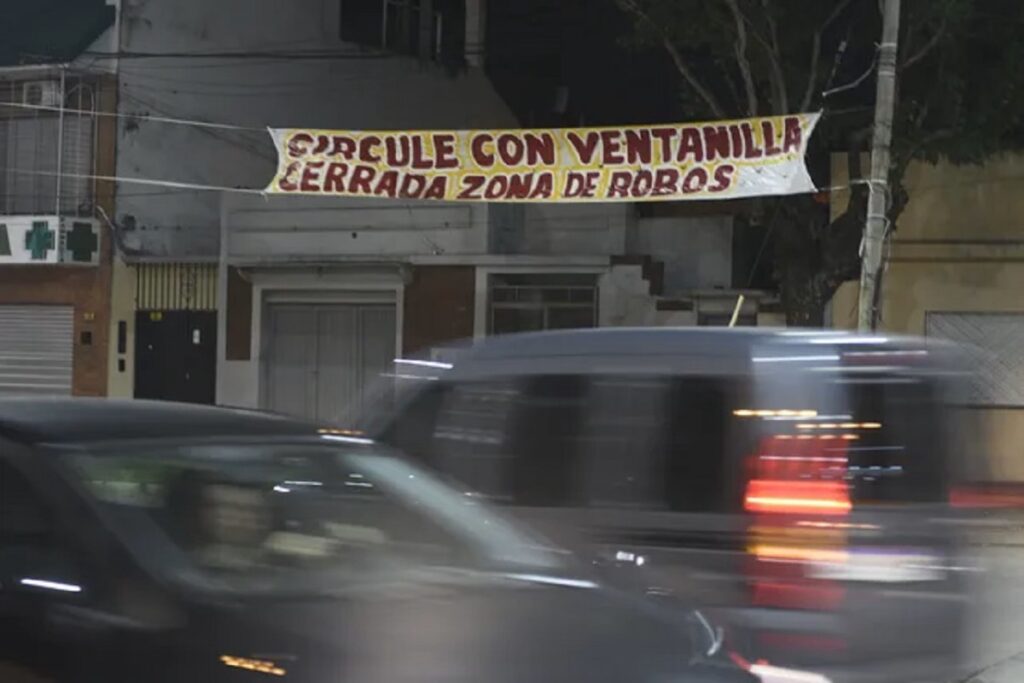 CIRCULE CON VENTANILLA
CERRADA ZONA DE ROBOS